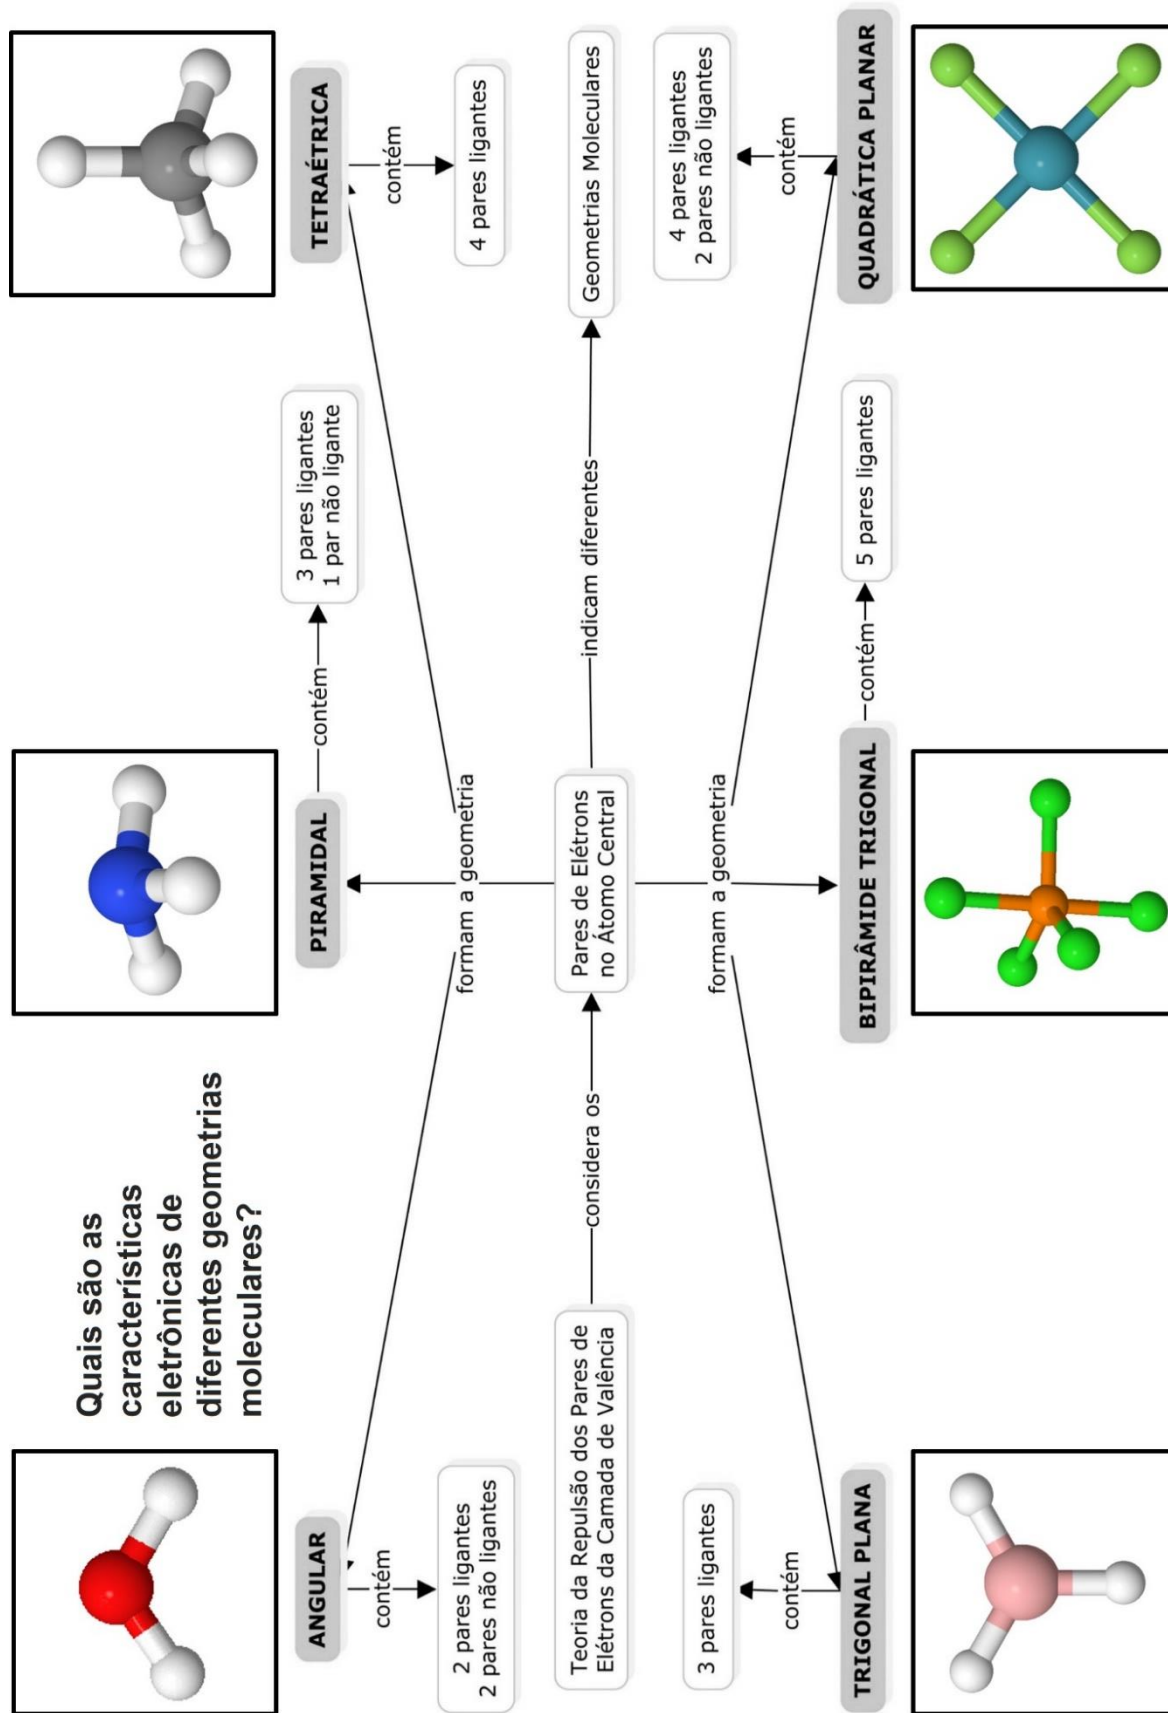 Quais são as
características
eletrônicas de
diferentes geometrias
moleculares?
ANGULAR
contém
2 pares ligantes
2 pares não ligantes
PIRAMIDAL
contém
3 pares ligantes
1 par não ligante
TETRAÉTRICA
contém
4 pares ligantes
formam a geometria
Teoria da Repulsão dos Pares de
Elétrons da Camada de Valência
considera os
Pares de Elétrons
no Átomo Central
indicam diferentes
Geometrias Moleculares
formam a geometria
3 pares ligantes
contém
TRIGONAL PLANA
BIPIRÂMIDE TRIGONAL
contém
5 pares ligantes
4 pares ligantes
2 pares não ligantes
contém
QUADRÁTICA PLANAR